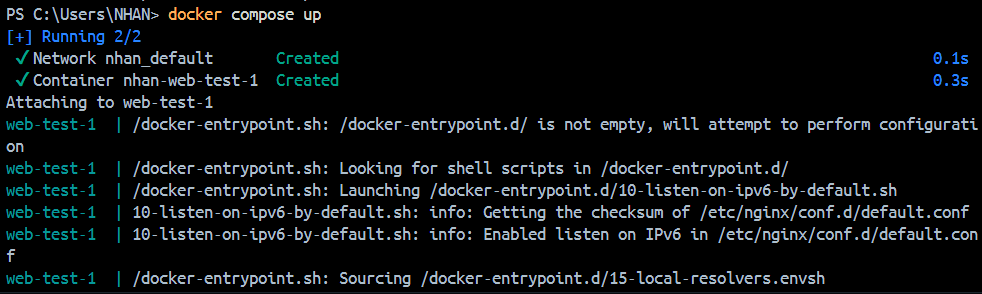 PS C:\Users\NHAN> docker compose up
[+] Running 2/2
✓ Network nhan_default Created 0.1s
✓ Container nhan-web-test-1 Created 0.3s
Attaching to web-test-1
web-test-1 | /docker-entrypoint.sh: /docker-entrypoint.d/ is not empty, will attempt to perform configurati
on
web-test-1 | /docker-entrypoint.sh: Looking for shell scripts in /docker-entrypoint.d/
web-test-1 | /docker-entrypoint.sh: Launching /docker-entrypoint.d/10-listen-on-ipv6-by-default.sh
web-test-1 | 10-listen-on-ipv6-by-default.sh: info: Getting the checksum of /etc/nginx/conf.d/default.conf
web-test-1 | 10-listen-on-ipv6-by-default.sh: info: Enabled listen on IPv6 in /etc/nginx/conf.d/default.con
f
web-test-1 | /docker-entrypoint.sh: Sourcing /docker-entrypoint.d/15-local-resolvers.envsh